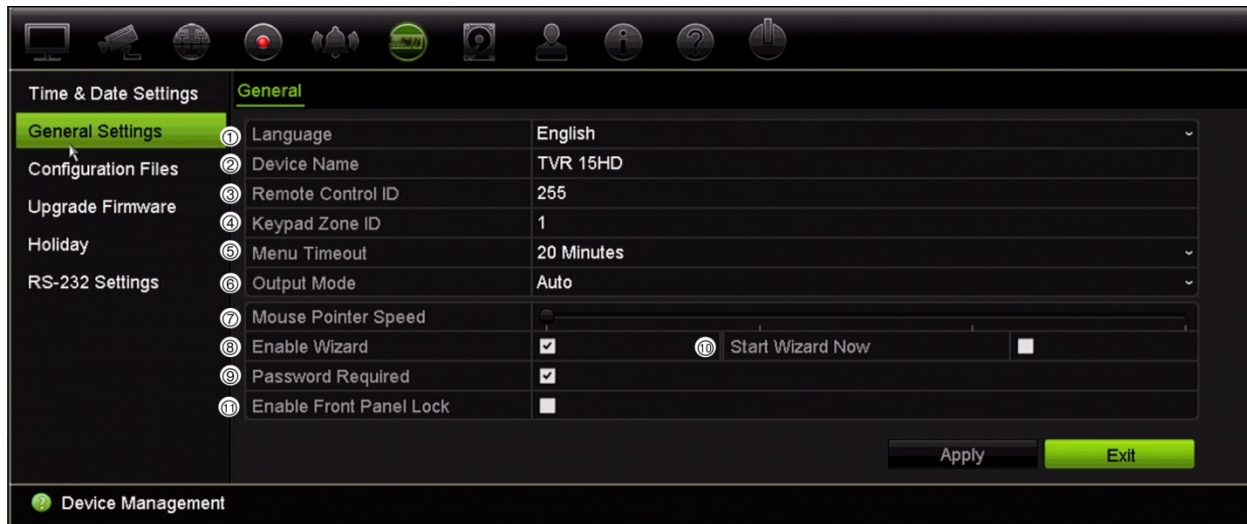 Time & Date Settings
General Settings
Configuration Files
Upgrade Firmware
Holiday
RS-232 Settings
General
① Language English
② Device Name TVR 15HD
③ Remote Control ID 255
④ Keypad Zone ID 1
⑤ Menu Timeout 20 Minutes
⑥ Output Mode Auto
⑦ Mouse Pointer Speed
⑧ Enable Wizard ⑩ Start Wizard Now
⑨ Password Required
⑪ Enable Front Panel Lock
Apply Exit
? Device Management